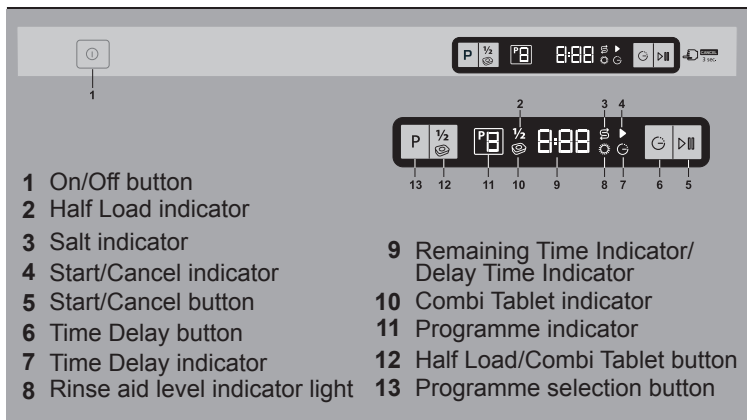 P ½ P8 8:88 CANCEL 3 sec.
1
2 3 4
P ½ P8 ½ 8:88
13 12 11 10 9 8 7 6 5
1 On/Off button
2 Half Load indicator
3 Salt indicator
4 Start/Cancel indicator
5 Start/Cancel button
6 Time Delay button
7 Time Delay indicator
8 Rinse aid level indicator light
9 Remaining Time Indicator/
Delay Time Indicator
10 Combi Tablet indicator
11 Programme indicator
12 Half Load/Combi Tablet button
13 Programme selection button